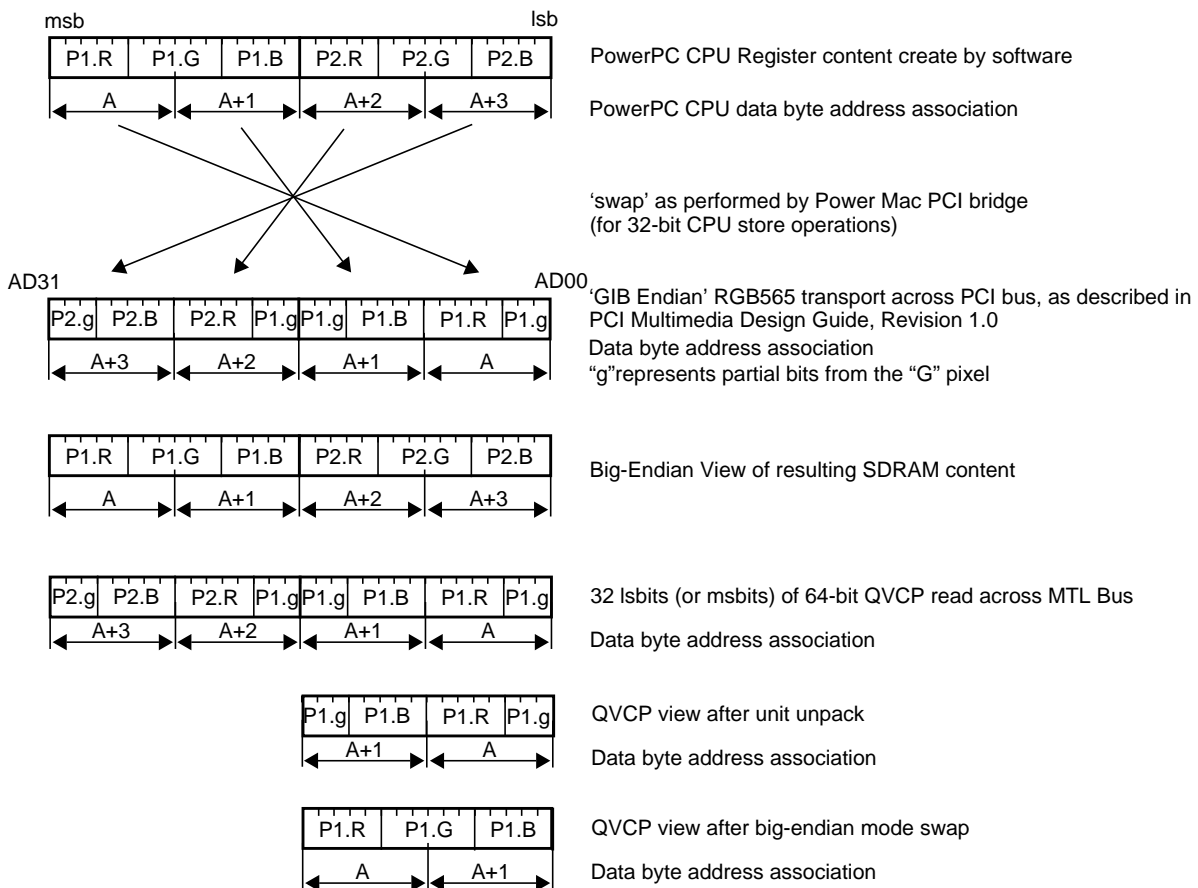 msb lsb
P1.R P1.G P1.B P2.R P2.G P2.B PowerPC CPU Register content create by software
A A+1 A+2 A+3 PowerPC CPU data byte address association
‘swap’ as performed by Power Mac PCI bridge
(for 32-bit CPU store operations)
AD31 AD00
‘GIB Endian’ RGB565 transport across PCI bus, as described in
P2.g P2.B P2.R P1.g P1.g P1.B P1.R P1.g PCI Multimedia Design Guide, Revision 1.0
Data byte address association
A+3 A+2 A+1 A “g”represents partial bits from the “G” pixel
P1.R P1.G P1.B P2.R P2.G P2.B
Big-Endian View of resulting SDRAM content
A A+1 A+2 A+3
P2.g P2.B P2.R P1.g P1.g P1.B P1.R P1.g 32 lsbits (or msbits) of 64-bit QVCP read across MTL Bus
A+3 A+2 A+1 A Data byte address association
P1.g P1.B P1.R P1.g QVCP view after unit unpack
A+1 A Data byte address association
P1.R P1.G P1.B QVCP view after big-endian mode swap
A A+1 Data byte address association